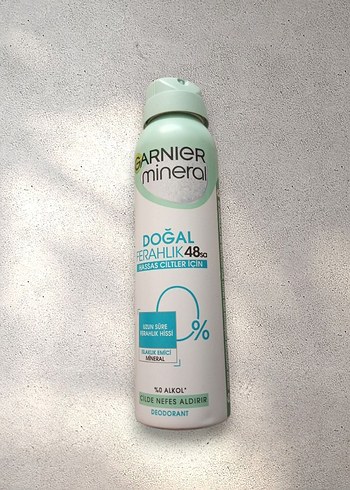 GARNIER
mineral
DOĞAL
FERAHLIK 48sa
HASSAS CİLTLER İÇİN
0%
UZUN SÜRE
FERAHLIK HİSSİ
ISLAKLIK EMİCİ
MİNERAL
%0 ALKOL*
CİLDE NEFES ALDIRIR
DEODORANT